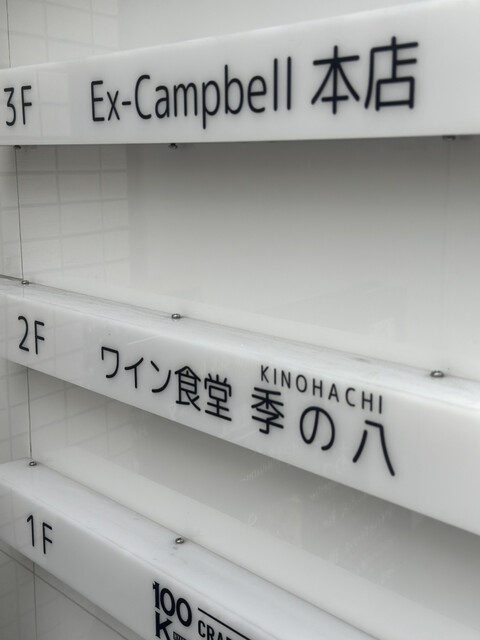 3F Ex-Campbell 本店
2F ワイン食堂 季の八
KINOHACHI
1F
100
K